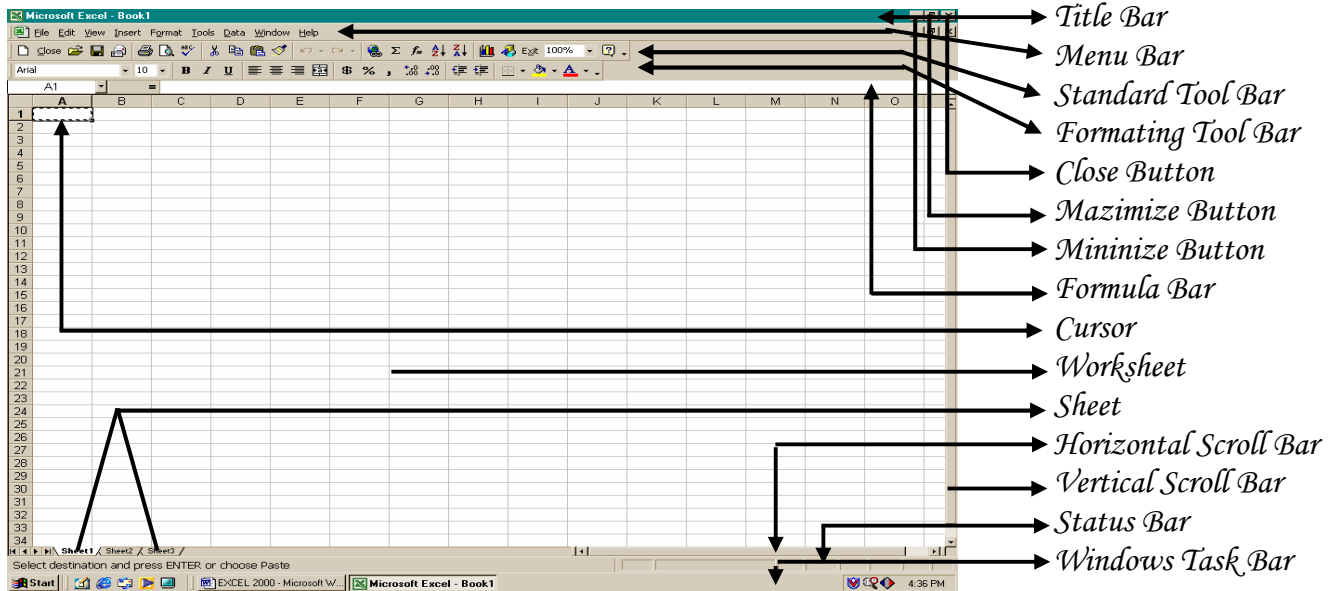 Microsoft Excel - Book1
File Edit View Insert Format Tools Data Window Help
Close Exit 100%
Arial 10 B I U $ % ,
A1 =
A B C D E F G H I J K L M N O
1
2
3
4
5
6
7
8
9
10
11
12
13
14
15
16
17
18
19
20
21
22
23
24
25
26
27
28
29
30
31
32
33
34
Sheet1 Sheet2 Sheet3
Select destination and press ENTER or choose Paste
Start EXCEL 2000 - Microsoft W... Microsoft Excel - Book1 4:36 PM
Title Bar
Menu Bar
Standard Tool Bar
Formating Tool Bar
Close Button
Mazimize Button
Mininize Button
Formula Bar
Cursor
Worksheet
Sheet
Horizontal Scroll Bar
Vertical Scroll Bar
Status Bar
Windows Task Bar